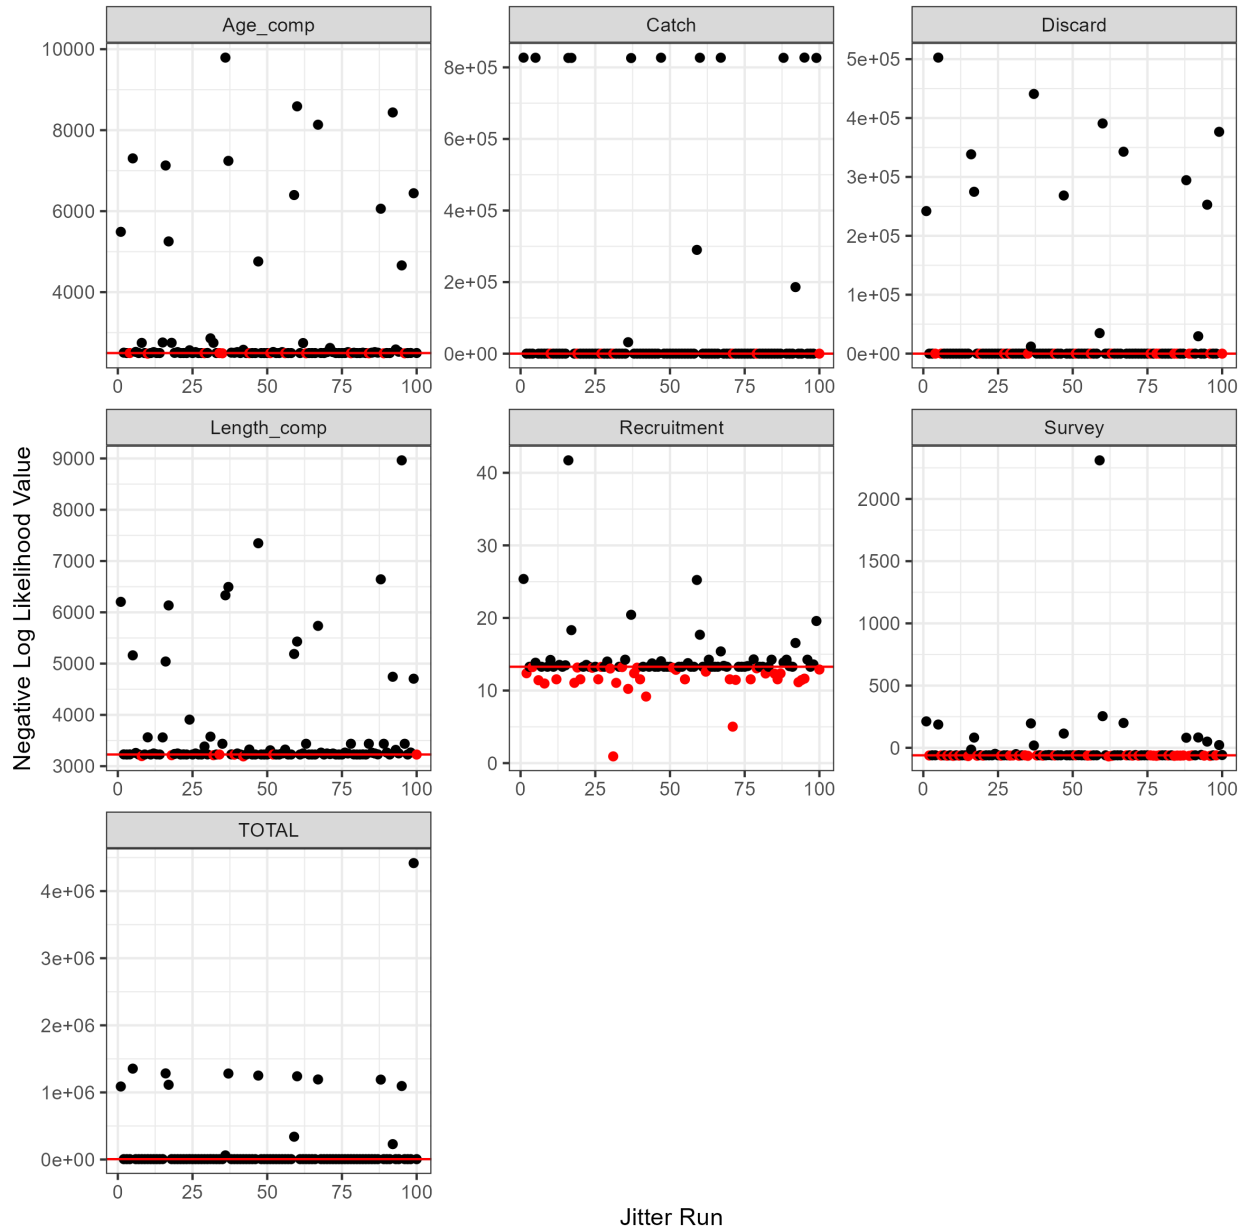 Age_comp
Catch
Discard
10000
8000
6000
4000
0
25
50
75
100
8e+05
6e+05
4e+05
2e+05
0e+00
0
25
50
75
100
5e+05
4e+05
3e+05
2e+05
1e+05
0e+00
0
25
50
75
100
Negative Log Likelihood Value
Length_comp
Recruitment
Survey
9000
8000
7000
6000
5000
4000
3000
0
25
50
75
100
40
30
20
10
0
0
25
50
75
100
2000
1500
1000
500
0
0
25
50
75
100
TOTAL
4e+06
3e+06
2e+06
1e+06
0e+00
0
25
50
75
100
Jitter Run